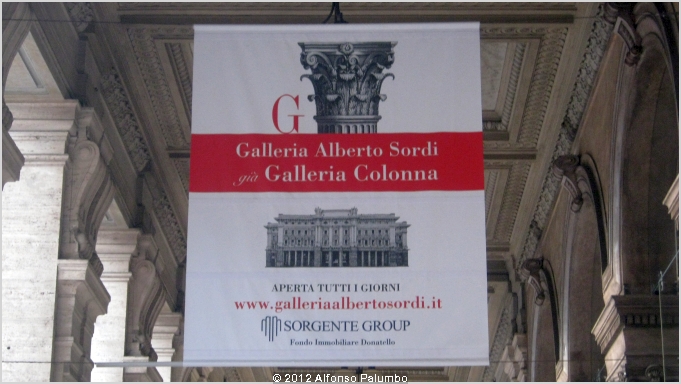 G
Galleria Alberto Sordi
già Galleria Colonna
APERTA TUTTI I GIORNI
www.galleriaalbertosordi.it
SORGENTE GROUP
Fondo Immobiliare Donatello
© 2012 Alfonso Palumbo